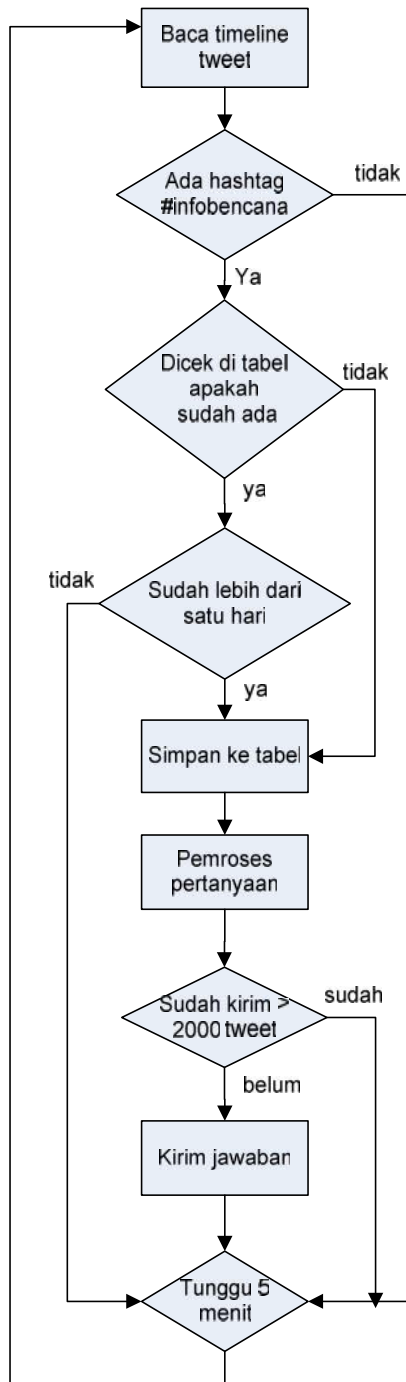 Baca timeline
tweet
Ada hashtag
#infobencana
tidak
Ya
Dicek di tabel
apakah
sudah ada
tidak
ya
tidak
Sudah lebih dari
satu hari
ya
Simpan ke tabel
Pemroses
pertanyaan
Sudah kirim >
2000 tweet
sudah
belum
Kirim jawaban
Tunggu 5
menit